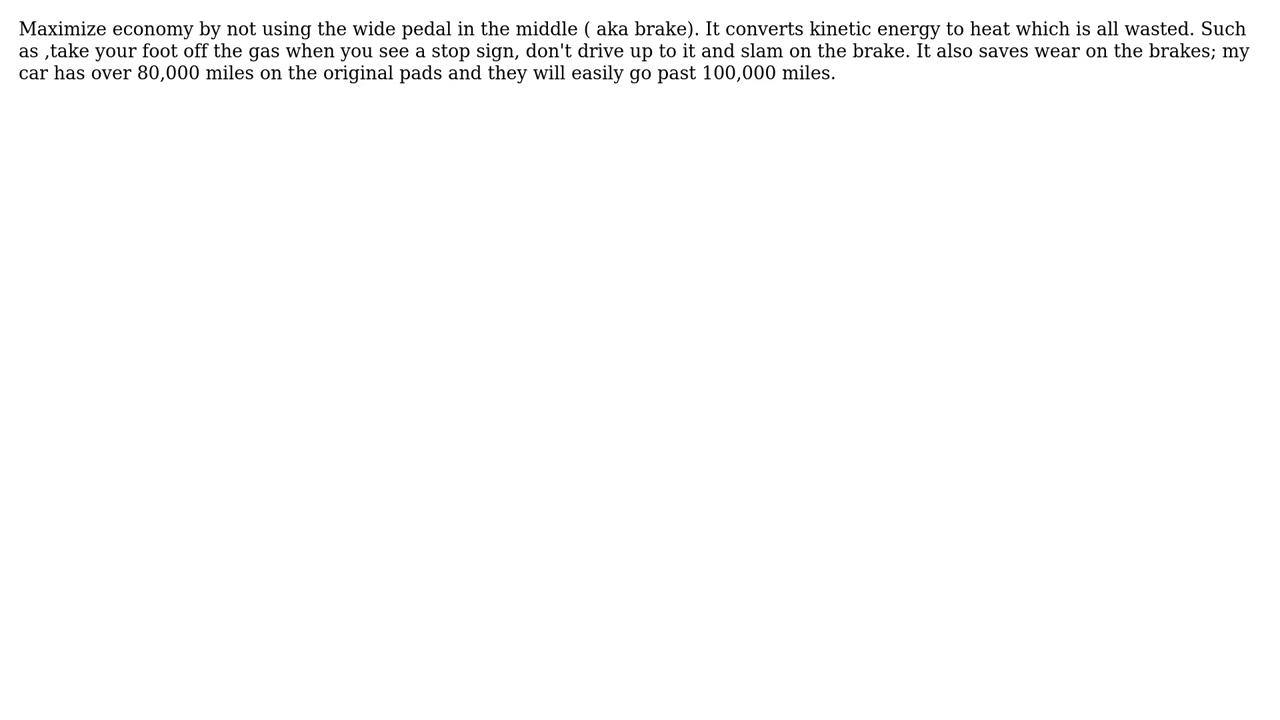 Maximize economy by not using the wide pedal in the middle ( aka brake). It converts kinetic energy to heat which is all wasted. Such
as ,take your foot off the gas when you see a stop sign, don't drive up to it and slam on the brake. It also saves wear on the brakes; my
car has over 80,000 miles on the original pads and they will easily go past 100,000 miles.